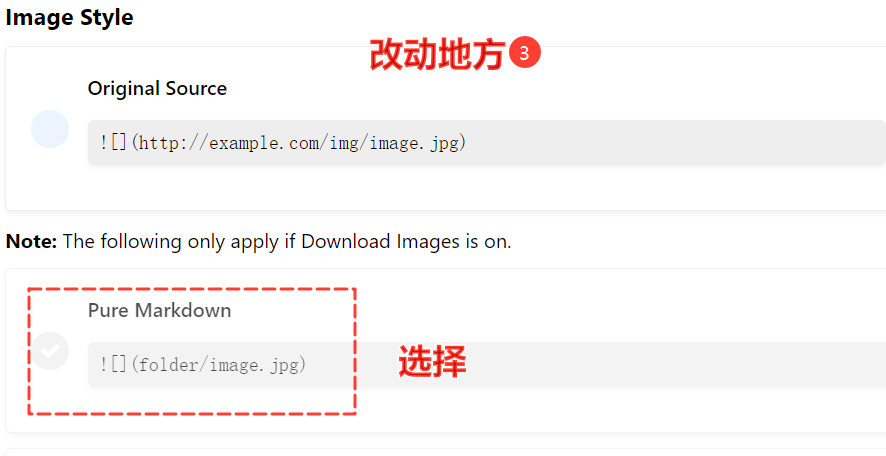 Image Style
改动地方 3
Original Source
![](http://example.com/img/image.jpg)
Note: The following only apply if Download Images is on.
Pure Markdown
![](folder/image.jpg)
选择